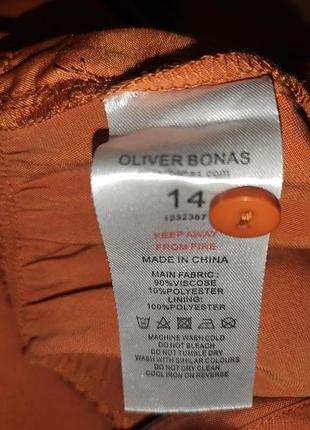 OLIVER BONAS
14
1232387
KEEP AWAY
FROM FIRE
MADE IN CHINA
MAIN FABRIC:
90%VISCOSE
10%POLYESTER
LINING:
100%POLYESTER
MACHINE WASH COLD
DO NOT BLEACH
DO NOT TUMBLE DRY
WASH WITH SIMILAR COLOURS
DO NOT DRY CLEAN
COOL IRON ON REVERSE